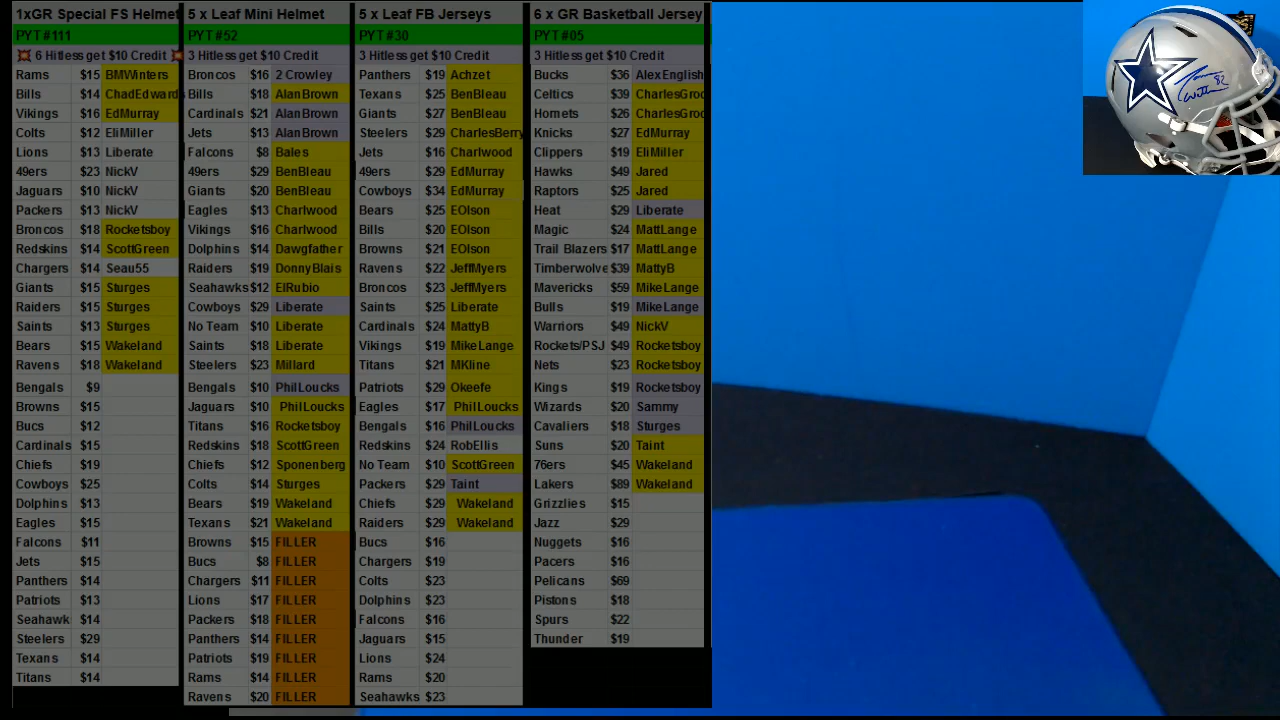 1xGR Special FS Helmet
PYT #111
💥 6 Hitless get $10 Credit 💥
Rams $15 BMWinters
Bills $14 ChadEdwards
Vikings $16 EdMurray
Colts $12 EliMiller
Lions $13 Liberate
49ers $23 NickV
Jaguars $10 NickV
Packers $13 NickV
Broncos $18 Rocketsboy
Redskins $14 ScottGreen
Chargers $14 Seau55
Giants $15 Sturges
Raiders $15 Sturges
Saints $13 Sturges
Bears $15 Wakeland
Ravens $18 Wakeland
Bengals $9
Browns $15
Bucs $12
Cardinals $15
Chiefs $19
Cowboys $25
Dolphins $13
Eagles $15
Falcons $11
Jets $15
Panthers $14
Patriots $13
Seahawk $14
Steelers $29
Texans $14
Titans $14
5 x Leaf Mini Helmet
PYT #52
3 Hitless get $10 Credit
Broncos $16 2 Crowley
Bills $18 AlanBrown
Cardinals $21 AlanBrown
Jets $13 AlanBrown
Falcons $8 Bales
49ers $29 BenBleau
Giants $20 BenBleau
Eagles $13 Charlwood
Vikings $16 Charlwood
Dolphins $14 Dawgfather
Raiders $19 DonnyBlais
Seahawks $12 ElRubio
Cowboys $29 Liberate
No Team $10 Liberate
Saints $18 Liberate
Steelers $23 Millard
Bengals $10 PhilLoucks
Jaguars $10 PhilLoucks
Titans $16 Rocketsboy
Redskins $18 ScottGreen
Chiefs $12 Sponenberg
Colts $14 Sturges
Bears $19 Wakeland
Texans $21 Wakeland
Browns $15 FILLER
Bucs $8 FILLER
Chargers $11 FILLER
Lions $17 FILLER
Packers $18 FILLER
Panthers $14 FILLER
Patriots $19 FILLER
Rams $14 FILLER
Ravens $20 FILLER
5 x Leaf FB Jerseys
PYT #30
3 Hitless get $10 Credit
Panthers $19 Achzet
Texans $25 BenBleau
Giants $27 BenBleau
Steelers $29 CharlesBerry
Jets $16 Charlwood
49ers $29 EdMurray
Cowboys $34 EdMurray
Bears $25 EOlson
Bills $20 EOlson
Browns $21 EOlson
Ravens $22 JeffMyers
Broncos $23 JeffMyers
Saints $25 Liberate
Cardinals $24 MattyB
Vikings $19 MikeLange
Titans $21 MKline
Patriots $29 Okeefe
Eagles $17 PhilLoucks
Bengals $16 PhilLoucks
Redskins $24 RobEllis
No Team $10 ScottGreen
Packers $29 Taint
Chiefs $29 Wakeland
Raiders $29 Wakeland
Bucs $16
Chargers $19
Colts $23
Dolphins $23
Falcons $16
Jaguars $15
Lions $24
Rams $20
Seahawks $23
6 x GR Basketball Jersey
PYT #05
3 Hitless get $10 Credit
Bucks $36 AlexEnglish
Celtics $39 CharlesGroo
Hornets $26 CharlesGroo
Knicks $27 EdMurray
Clippers $19 EliMiller
Hawks $49 Jared
Raptors $25 Jared
Heat $29 Liberate
Magic $24 MattLange
Trail Blazers $17 MattLange
Timberwolve $39 MattyB
Mavericks $59 MikeLange
Bulls $19 MikeLange
Warriors $49 NickV
Rockets/PSJ $49 Rocketsboy
Nets $23 Rocketsboy
Kings $19 Rocketsboy
Wizards $20 Sammy
Cavaliers $18 Sturges
Suns $20 Taint
76ers $45 Wakeland
Lakers $89 Wakeland
Grizzlies $15
Jazz $29
Nuggets $16
Pacers $16
Pelicans $69
Pistons $18
Spurs $22
Thunder $19